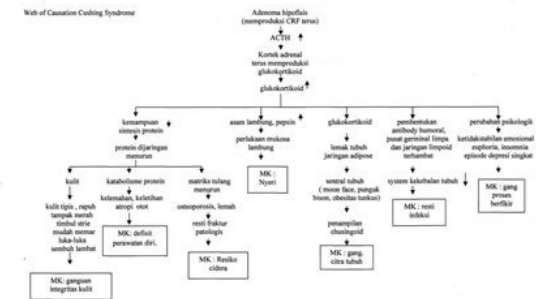 Web of Causation Cushing Syndrome
Adenoma hipofisis
(memproduksi CRF terus)
ACTH
Kortek adrenal
terus memproduksi
glukokortikoid
glukokortikoid
kemampuan
sintesis protein
protein dijaringan
menurun
kulit
kulit tipis , rapuh
tampak merah
timbul strie
mudah memar
luka-luka
sembuh lambat
MK: gangguan
integritas kulit
katabolisme protein
kelemahan, keletihan
atropi otot
MK: defisit
perawatan diri.
matriks tulang
menurun
osteoporosis, lemah
resti fraktur
patologis
MK : Resiko
cidera
asam lambung, pepsin
perlukaan mukosa
lambung
MK :
Nyeri
glukokortikoid
lemak tubuh
jaringan adipose
sentral tubuh
( moon face, punguk
bison, obesitas tunkus)
penampilan
chusingoid
MK : gang.
citra tubuh
pembentukan
antibody humoral,
pusat germinal limpa
dan jaringan limpoid
terhambat
system kekebalan tubuh
MK : resti
infeksi
perubahan psikologik
ketidakstabilan emosional
euphoria, insomnia
episode depresi singkat
MK : gang
proses
berfikir